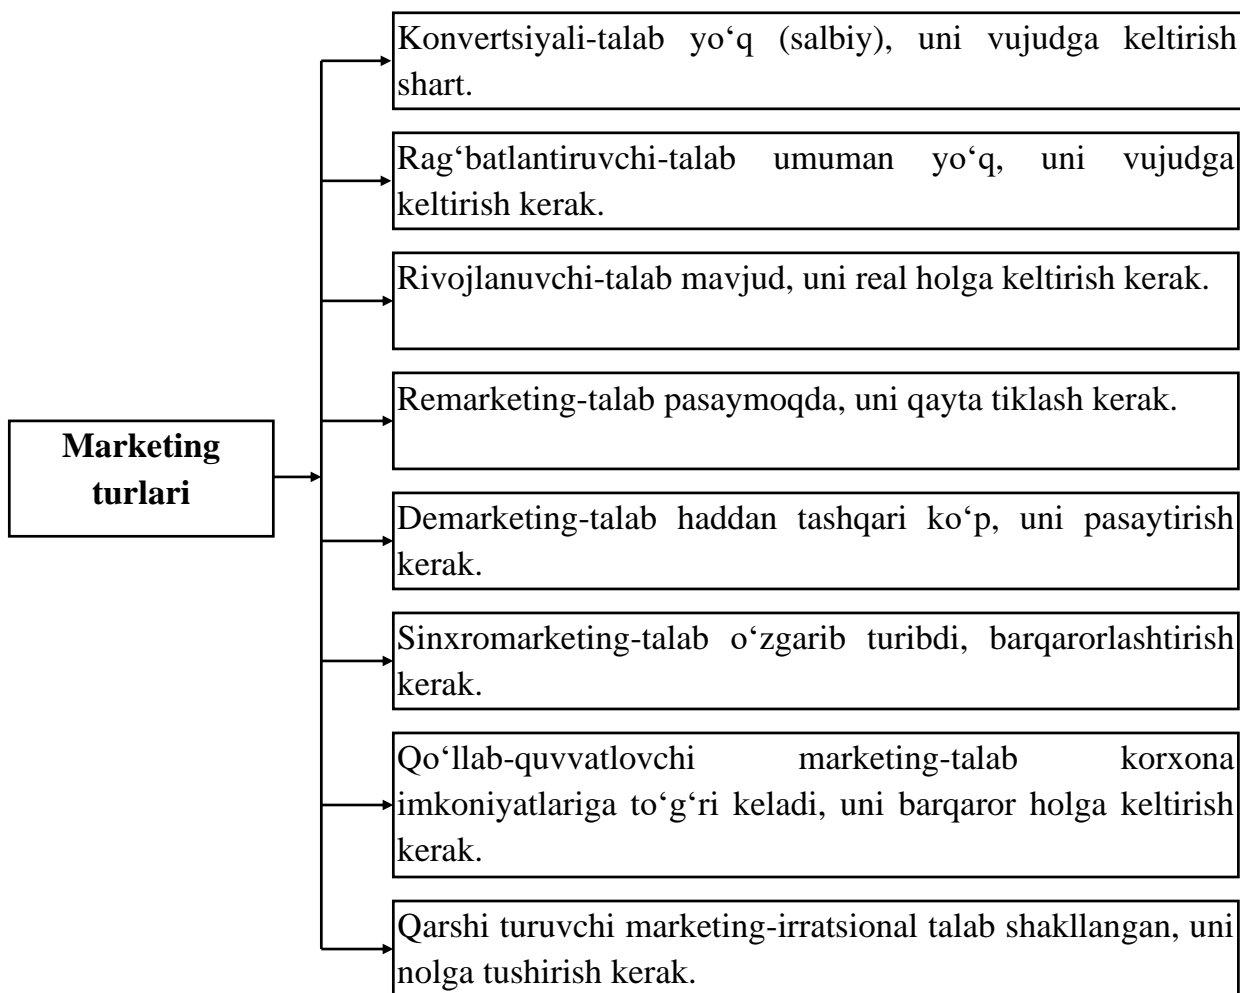 Konvertsiyali-talab yo‘q (salbiy), uni vujudga keltirish
shart.
Rag‘batlantiruvchi-talab umuman yo‘q, uni vujudga
keltirish kerak.
Rivojlanuvchi-talab mavjud, uni real holga keltirish kerak.
Remarketing-talab pasaymoqda, uni qayta tiklash kerak.
Marketing
turlari
Demarketing-talab haddan tashqari ko‘p, uni pasaytirish
kerak.
Sinxromarketing-talab o‘zgarib turibdi, barqarorlashtirish
kerak.
Qo‘llab-quvvatlovchi marketing-talab korxona
imkoniyatlariga to‘g‘ri keladi, uni barqaror holga keltirish
kerak.
Qarshi turuvchi marketing-irratsional talab shakllangan, uni
nolga tushirish kerak.